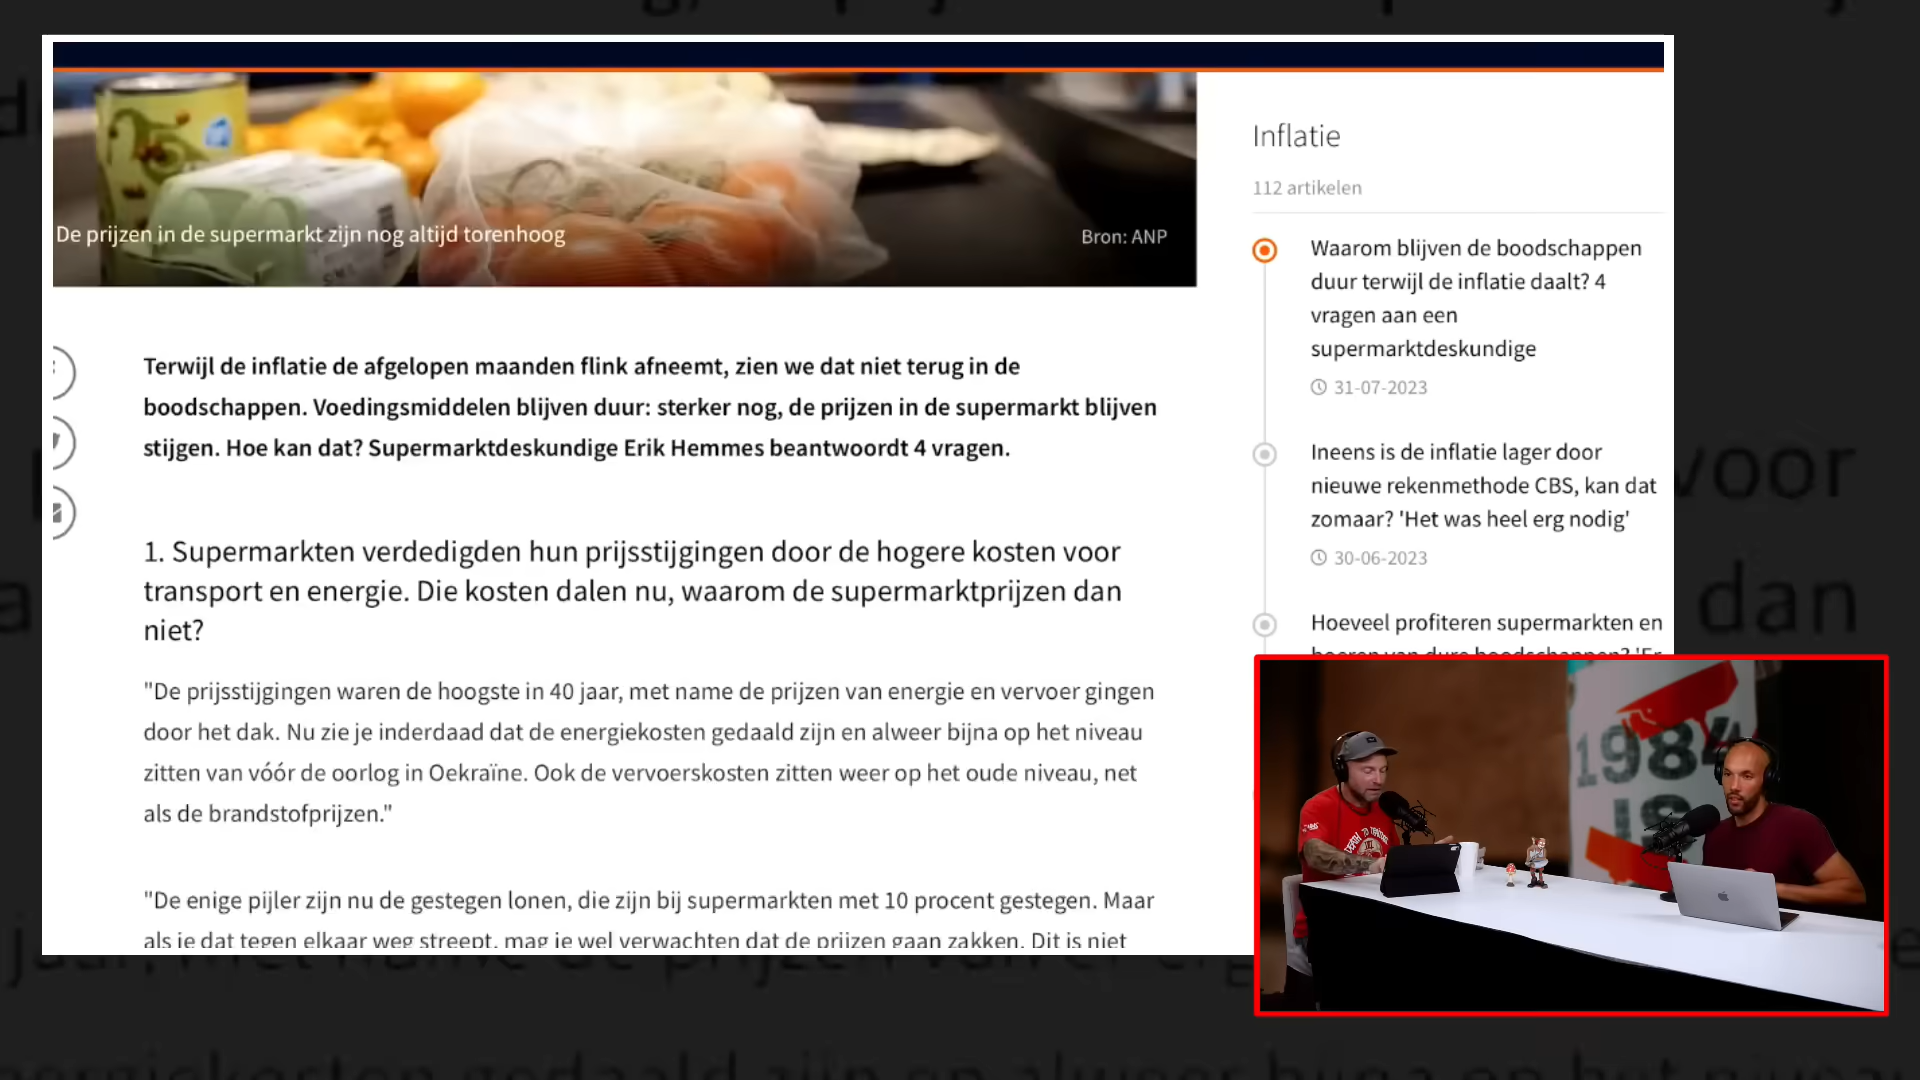 De prijzen in de supermarkt zijn nog altijd torenhoog
Bron: ANP
Terwijl de inflatie de afgelopen maanden flink afneemt, zien we dat niet terug in de
boodschappen. Voedingsmiddelen blijven duur: sterker nog, de prijzen in de supermarkt blijven
stijgen. Hoe kan dat? Supermarktdeskundige Erik Hemmes beantwoordt 4 vragen.
1. Supermarkten verdedigden hun prijsstijgingen door de hogere kosten voor
transport en energie. Die kosten dalen nu, waarom de supermarktprijzen dan
niet?
"De prijsstijgingen waren de hoogste in 40 jaar, met name de prijzen van energie en vervoer gingen
door het dak. Nu zie je inderdaad dat de energiekosten gedaald zijn en alweer bijna op het niveau
zitten van vóór de oorlog in Oekraïne. Ook de vervoerskosten zitten weer op het oude niveau, net
als de brandstofprijzen."
"De enige pijler zijn nu de gestegen lonen, die zijn bij supermarkten met 10 procent gestegen. Maar
als je dat tegen elkaar weg streept, mag je wel verwachten dat de prijzen gaan zakken. Dit is niet
Inflatie
112 artikelen
Waarom blijven de boodschappen
duur terwijl de inflatie daalt? 4
vragen aan een
supermarktdeskundige
31-07-2023
Ineens is de inflatie lager door
nieuwe rekenmethode CBS, kan dat
zomaar? 'Het was heel erg nodig'
30-06-2023
Hoeveel profiteren supermarkten en
boeren van dure boodschappen? 'Er
voor
dan
1984
IS